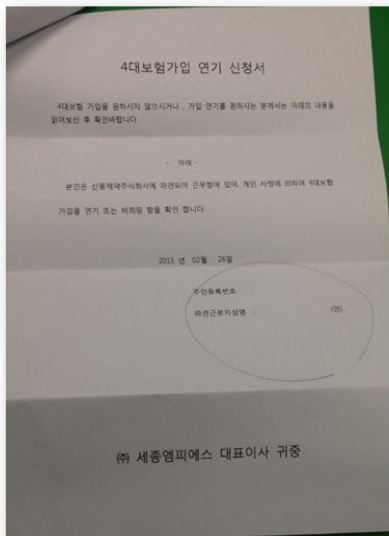 4대보험가입 연기 신청서
4대보험 가입을 원하시지 않으시거나, 가입 연기를 원하시는 분께서는 아래의 내용을
읽어보신 후 확인바랍니다.
- 아래 -
본인은 신풍제약주식회사에 파견되어 근무함에 있어, 개인 사정에 의하여 4대보험
가입을 연기 또는 비희망 함을 확인 합니다.
2015 년 02월 26일
주민등록번호 :
파견근로자성명 : (인)
㈜ 세종엠피에스 대표이사 귀중